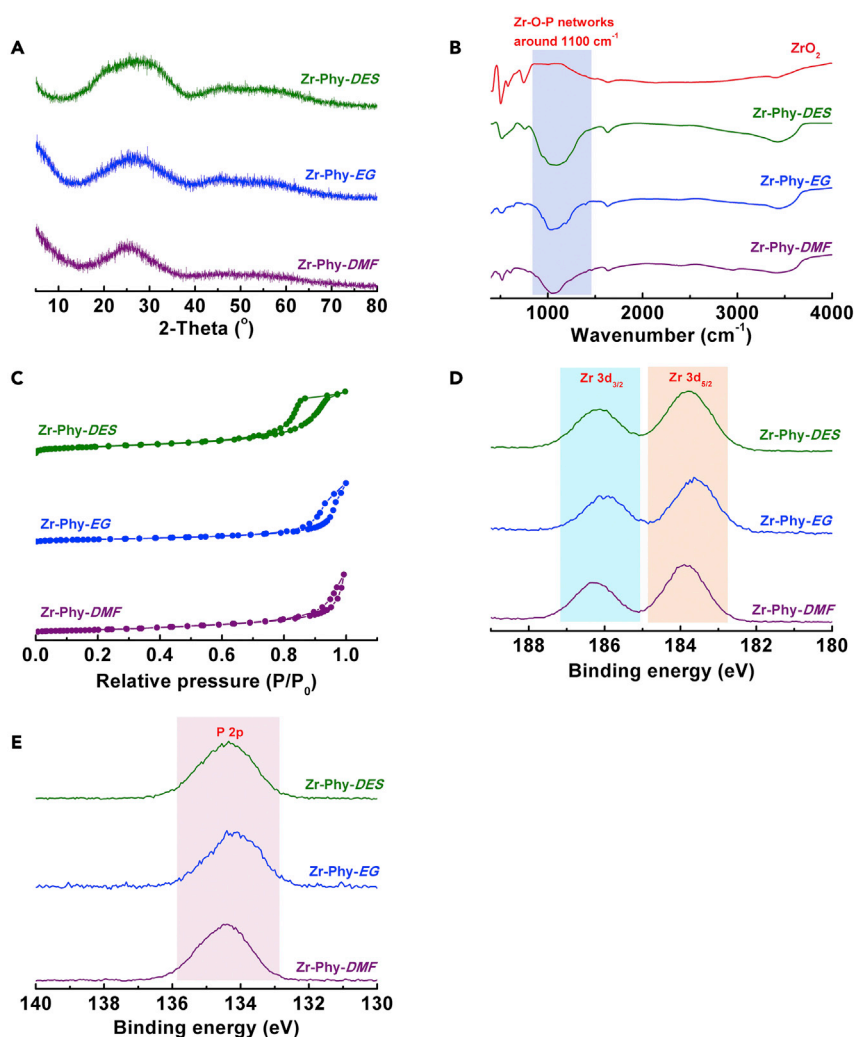 A
Zr-Phy-DES
Zr-Phy-EG
Zr-Phy-DMF
10 20 30 40 50 60 70 80
2-Theta (°)
B
Zr-O-P networks
around 1100 cm⁻¹
ZrO₂
Zr-Phy-DES
Zr-Phy-EG
Zr-Phy-DMF
1000 2000 3000 4000
Wavenumber (cm⁻¹)
C
Zr-Phy-DES
Zr-Phy-EG
Zr-Phy-DMF
0.0 0.2 0.4 0.6 0.8 1.0
Relative pressure (P/P₀)
D
Zr 3d₃/₂ Zr 3d₅/₂
Zr-Phy-DES
Zr-Phy-EG
Zr-Phy-DMF
188 186 184 182 180
Binding energy (eV)
E
P 2p
Zr-Phy-DES
Zr-Phy-EG
Zr-Phy-DMF
140 138 136 134 132 130
Binding energy (eV)